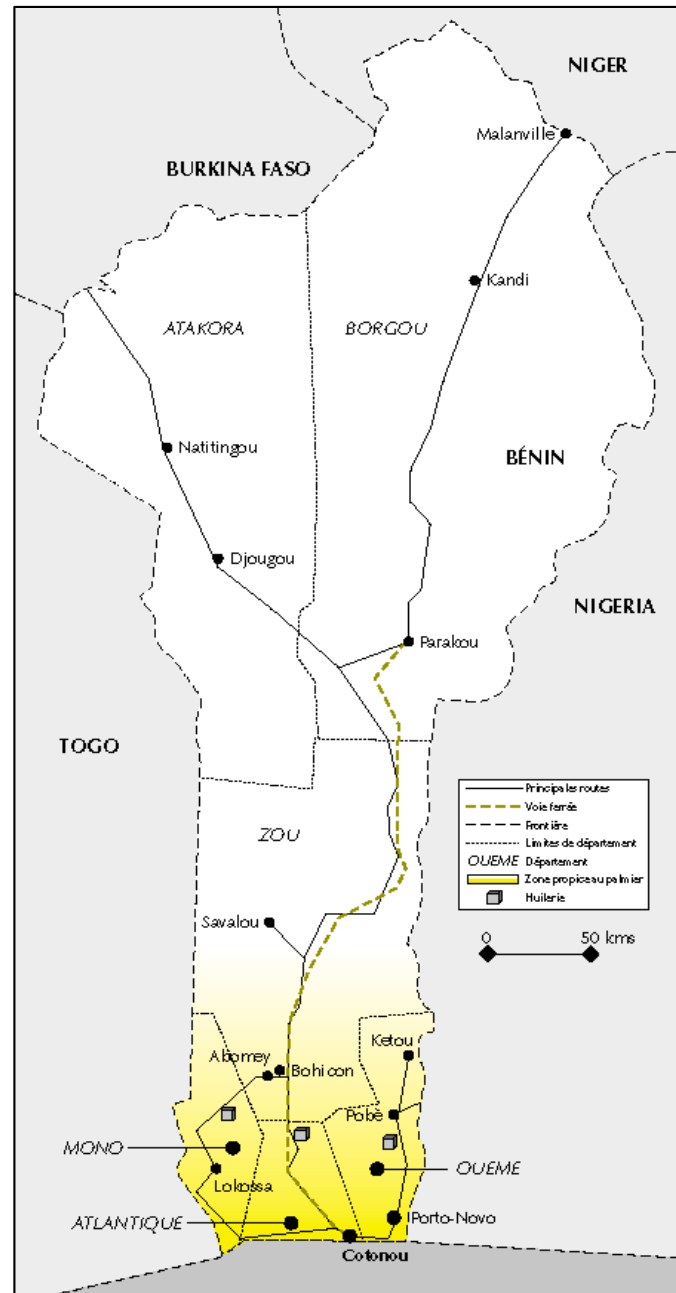 NIGER
Malanville
BURKINA FASO
Kandi
ATAKORA
BORGOU
Natitingou
BÉNIN
Djougou
NIGERIA
Parakou
TOGO
Principales routes
Voie ferrée
Frontière
Limites de département
OUEME Département
Zone propice au palmier
Huilerie
ZOU
Savalou
0 50 kms
Ketou
Abomey
Bohicon
Pobè
MONO
OUEME
Lokossa
ATLANTIQUE
Porto-Novo
Cotonou